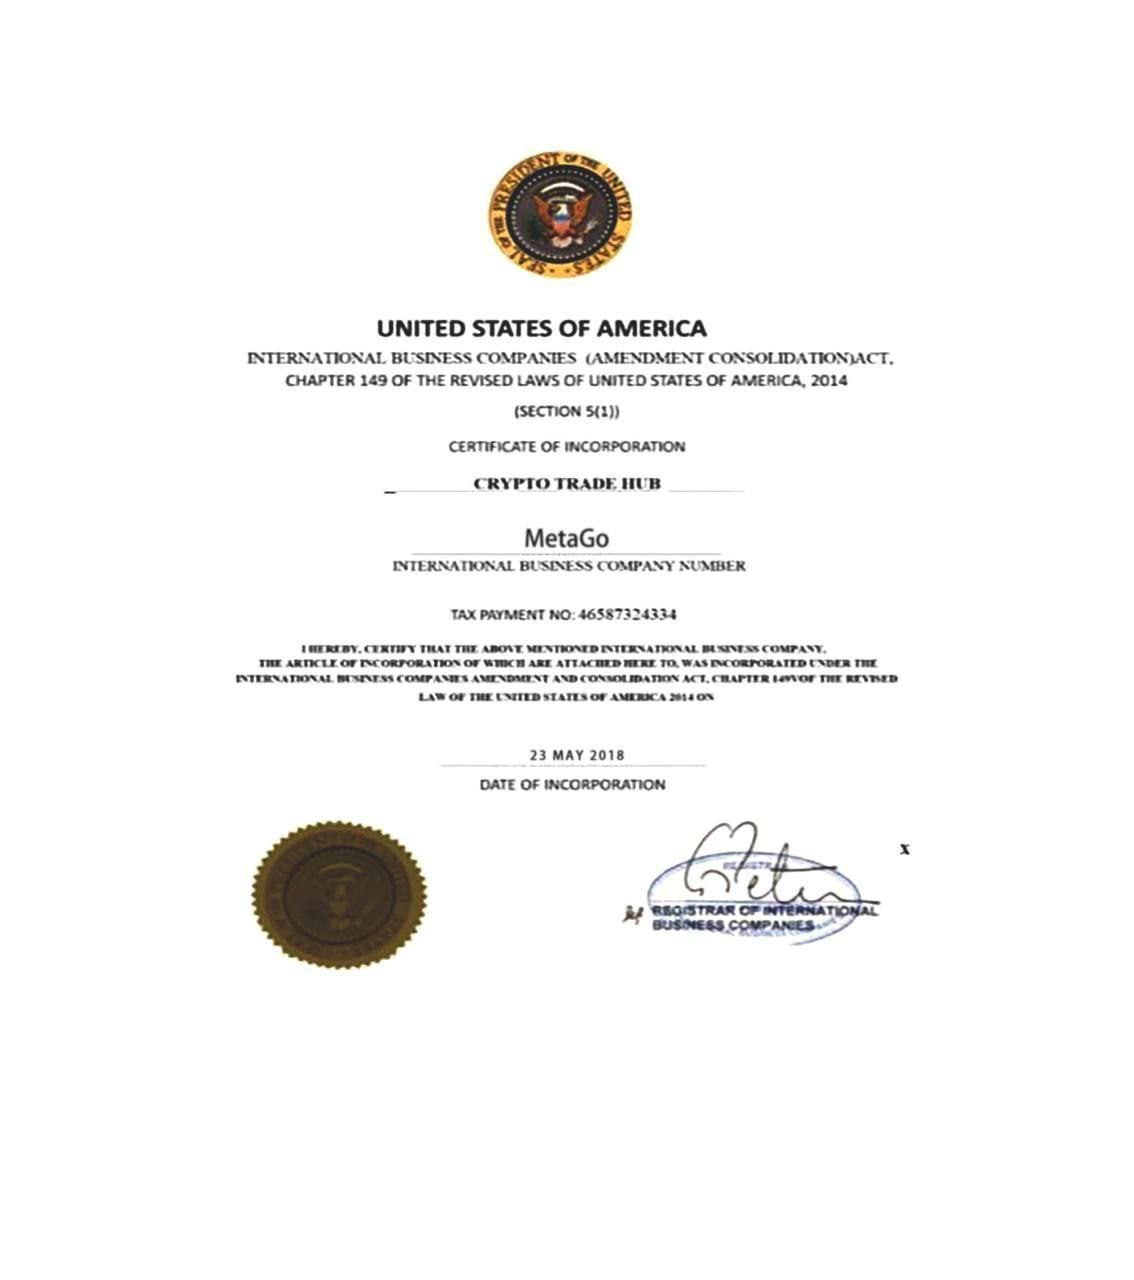 SEAL OF THE PRESIDENT OF THE UNITED STATES
UNITED STATES OF AMERICA
INTERNATIONAL BUSINESS COMPANIES (AMENDMENT CONSOLIDATION)ACT,
CHAPTER 149 OF THE REVISED LAWS OF UNITED STATES OF AMERICA, 2014
(SECTION 5(1))
CERTIFICATE OF INCORPORATION
_ CRYPTO TRADE HUB
MetaGo
INTERNATIONAL BUSINESS COMPANY NUMBER
TAX PAYMENT NO: 46587324334
I HEREBY, CERTIFY THAT THE ABOVE MENTIONED INTERNATIONAL BUSINESS COMPANY,
THE ARTICLE OF INCORPORATION OF WHICH ARE ATTACHED HERE TO, WAS INCORPORATED UNDER THE
INTERNATIONAL BUSINESS COMPANIES AMENDMENT AND CONSOLIDATION ACT, CHAPTER 149VOF THE REVISED
LAW OF THE UNITED STATES OF AMERICA 2014 ON
23 MAY 2018
DATE OF INCORPORATION
x
REGISTRAR OF INTERNATIONAL
BUSINESS COMPANIES